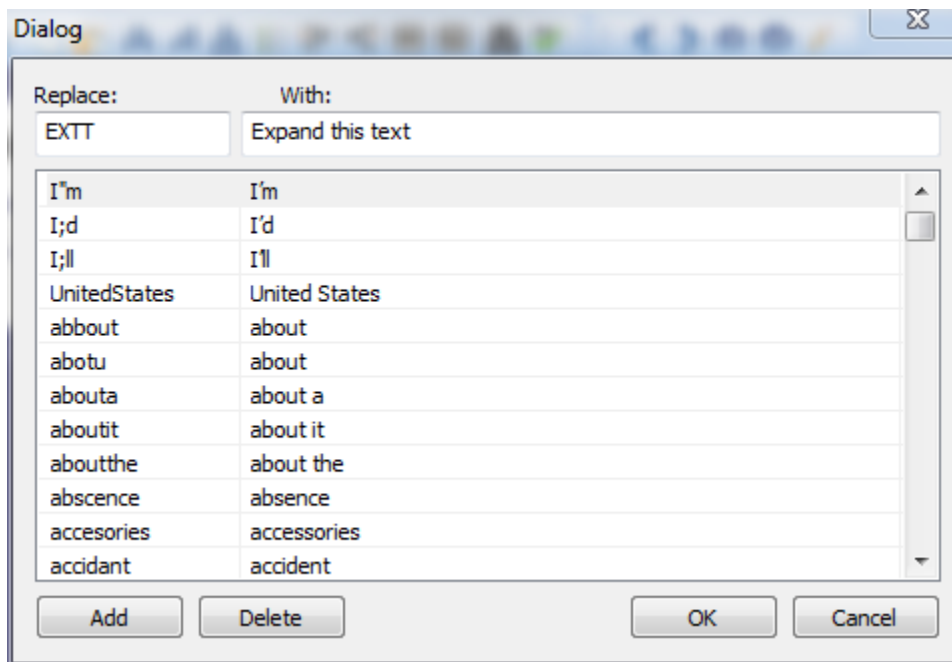 Dialog
Replace: With:
EXTT Expand this text
I"m I'm
I;d I'd
I;ll I'll
UnitedStates United States
abbout about
abotu about
abouta about a
aboutit about it
aboutthe about the
abscence absence
accesories accessories
accidant accident
Add Delete OK Cancel